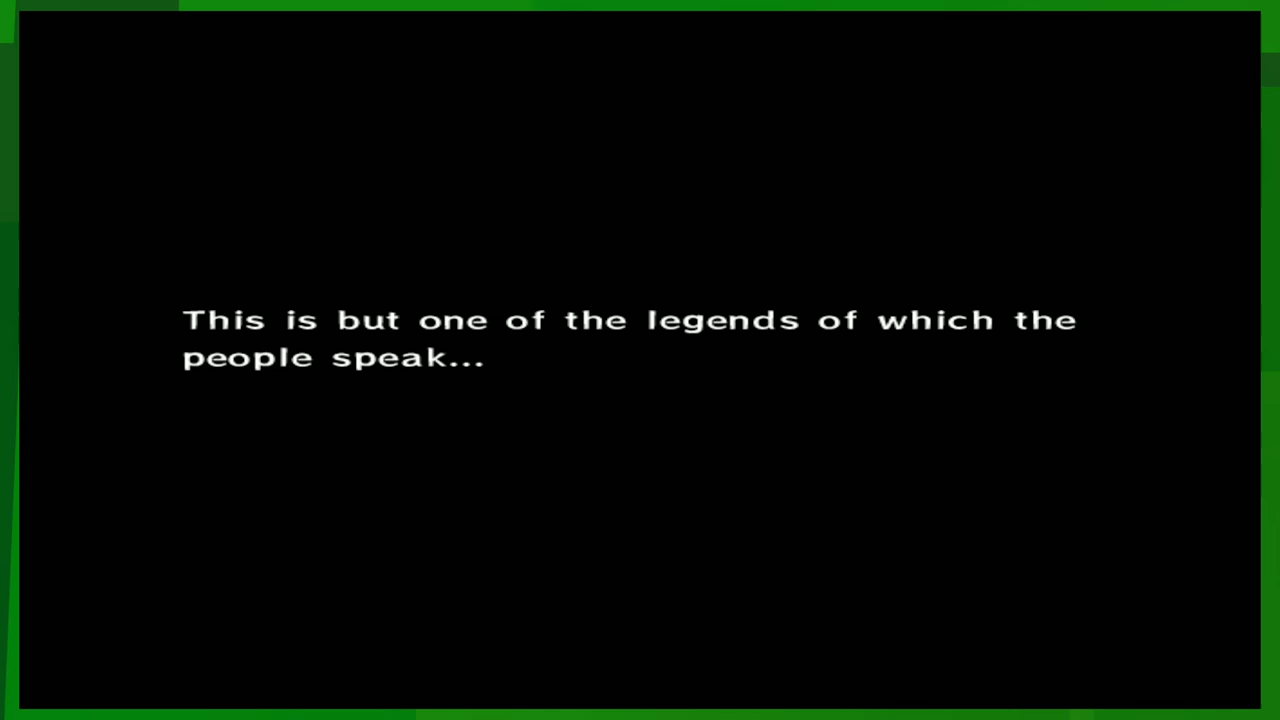 This is but one of the legends of which the
people speak...